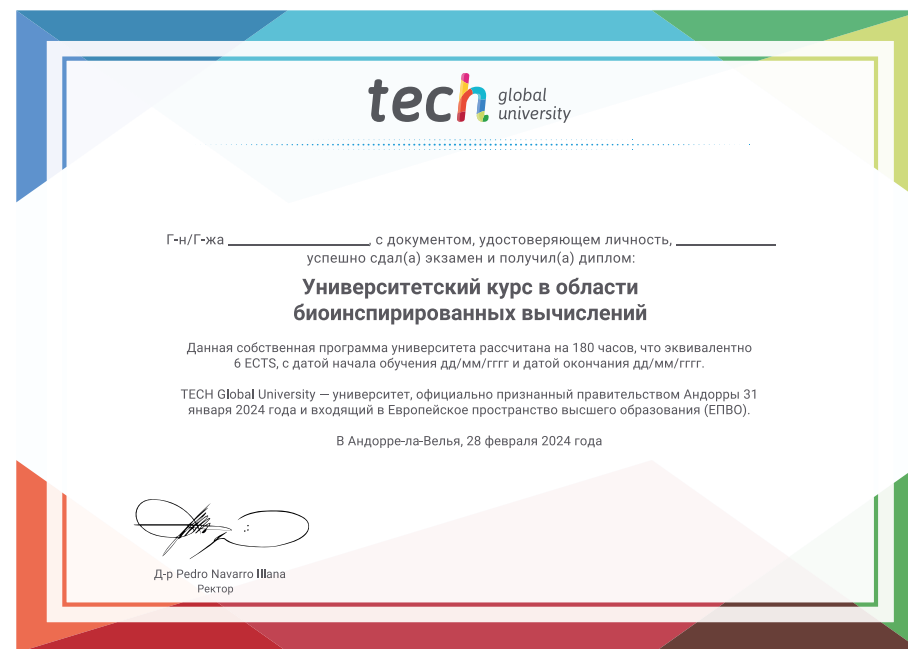 tech global university
Г-н/Г-жа , с документом, удостоверяющем личность,
успешно сдал(а) экзамен и получил(а) диплом:
Университетский курс в области
биоинспирированных вычислений
Данная собственная программа университета рассчитана на 180 часов, что эквивалентно
6 ECTS, с датой начала обучения дд/мм/гггг и датой окончания дд/мм/гггг.
TECH Global University — университет, официально признанный правительством Андорры 31
января 2024 года и входящий в Европейское пространство высшего образования (ЕПВО).
В Андорре-ла-Велья, 28 февраля 2024 года
Д-р Pedro Navarro Illana
Ректор